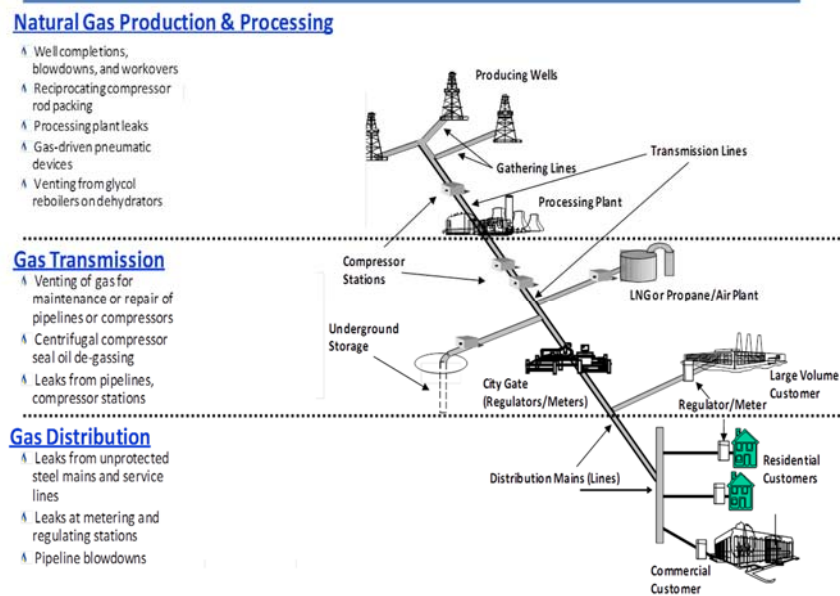 Natural Gas Production & Processing
Well completions,
blowdowns, and workovers
Reciprocating compressor
rod packing
Processing plant leaks
Gas-driven pneumatic
devices
Venting from glycol
reboilers on dehydrators
Producing Wells
Gathering Lines
Transmission Lines
Processing Plant
Gas Transmission
Venting of gas for
maintenance or repair of
pipelines or compressors
Centrifugal compressor
seal oil de-gassing
Leaks from pipelines,
compressor stations
Compressor
Stations
LNG or Propane/Air Plant
Underground
Storage
City Gate
(Regulators/Meters)
Large Volume
Customer
Regulator/Meter
Gas Distribution
Leaks from unprotected
steel mains and service
lines
Leaks at metering and
regulating stations
Pipeline blowdowns
Distribution Mains (Lines)
Residential
Customers
Commercial
Customer